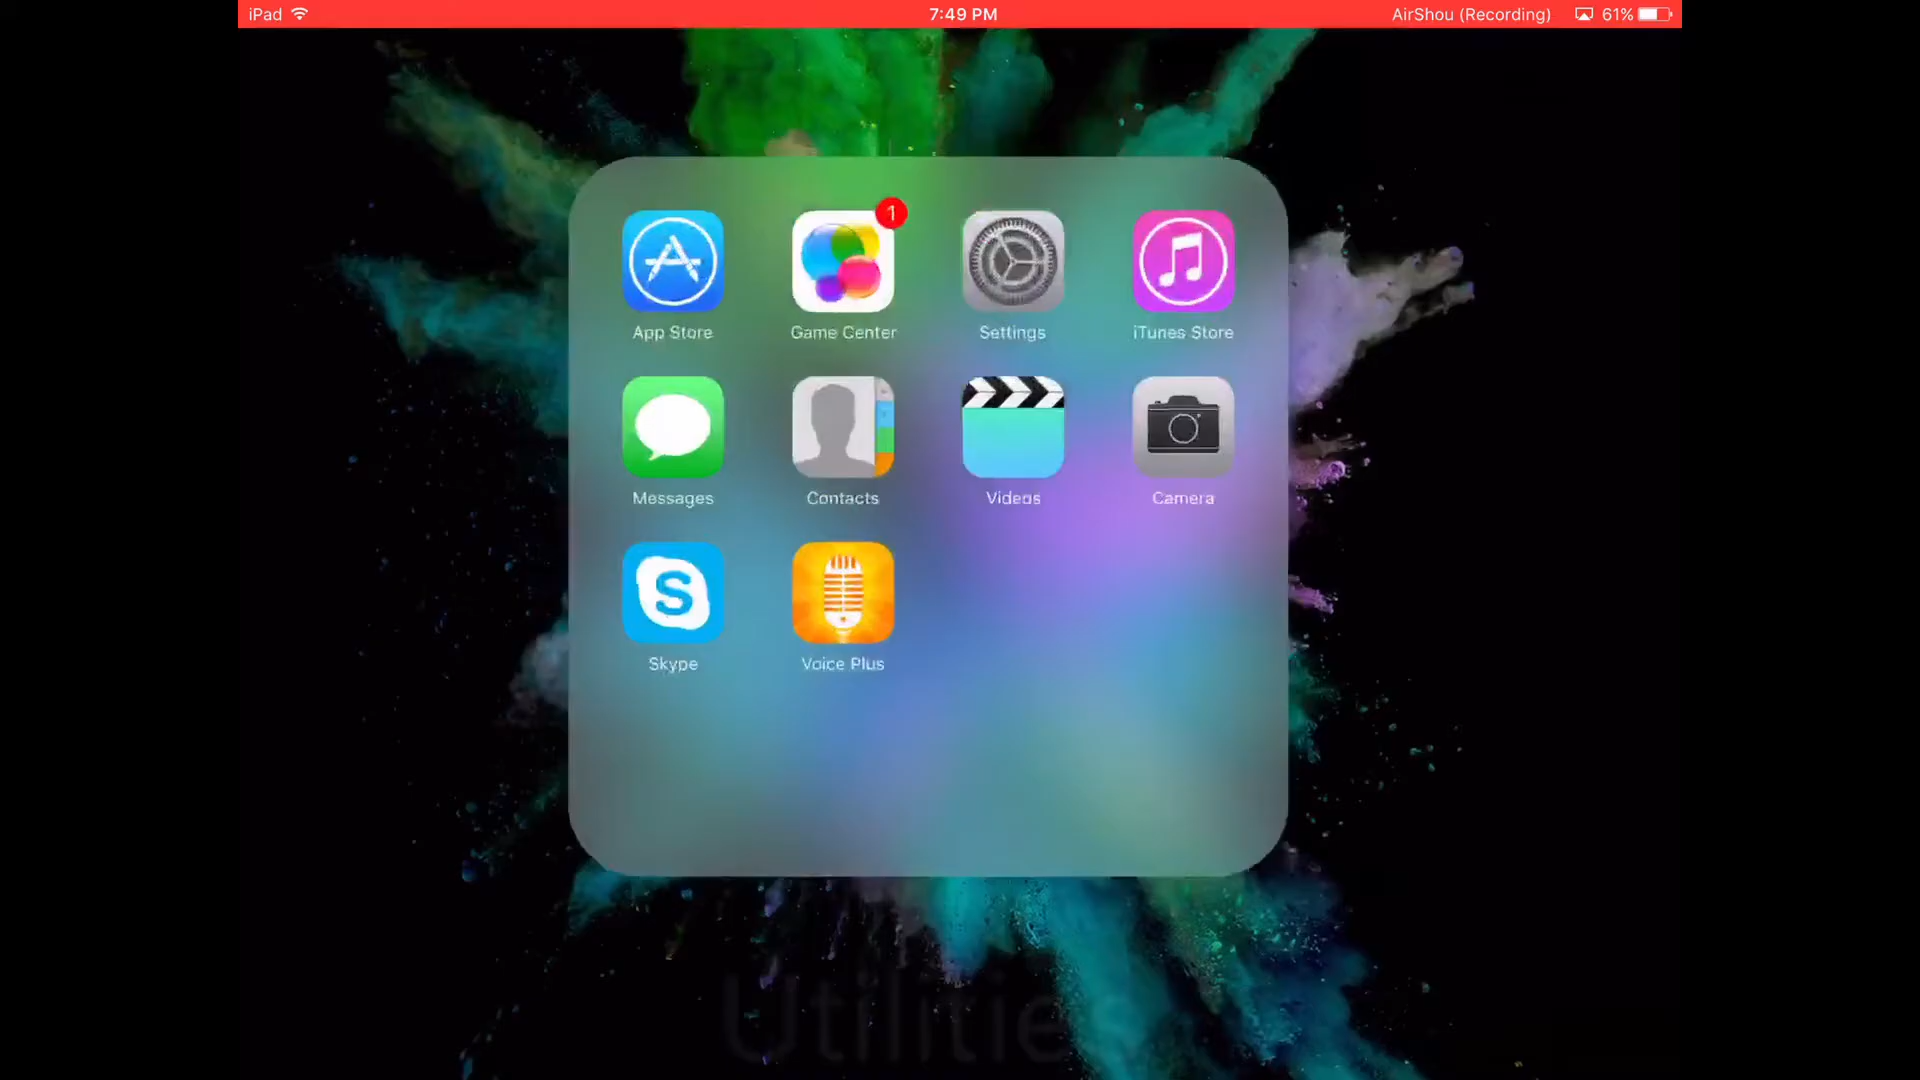 iPad 7:49 PM AirShou (Recording) 61%
1
App Store Game Center Settings iTunes Store
Messages Contacts Videos Camera
S
Skype Voice Plus
Utilities